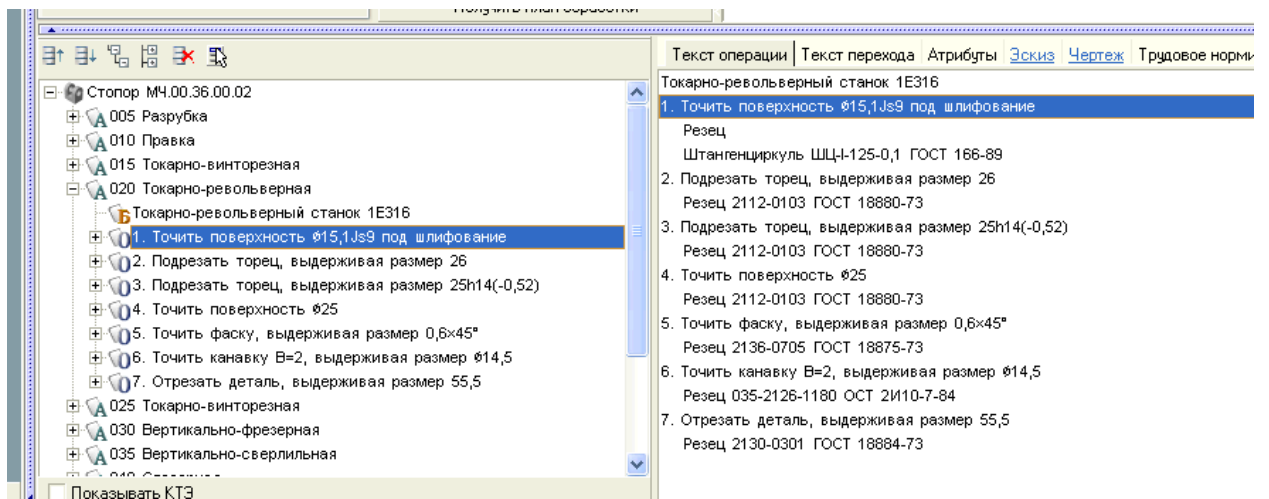 Получить план обработки
Текст операции Текст перехода Атрибуты Эскиз Чертеж Трудовое норми
Стопор МЧ.00.36.00.02
005 Разрубка
010 Правка
015 Токарно-винторезная
020 Токарно-револьверная
Токарно-револьверный станок 1Е316
1. Точить поверхность ø15,1Js9 под шлифование
2. Подрезать торец, выдерживая размер 26
3. Подрезать торец, выдерживая размер 25h14(-0,52)
4. Точить поверхность ø25
5. Точить фаску, выдерживая размер 0,6×45°
6. Точить канавку В=2, выдерживая размер ø14,5
7. Отрезать деталь, выдерживая размер 55,5
025 Токарно-винторезная
030 Вертикально-фрезерная
035 Вертикально-сверлильная
Показывать КТЭ
Токарно-револьверный станок 1Е316
1. Точить поверхность ø15,1Js9 под шлифование
Резец
Штангенциркуль ШЦ-I-125-0,1 ГОСТ 166-89
2. Подрезать торец, выдерживая размер 26
Резец 2112-0103 ГОСТ 18880-73
3. Подрезать торец, выдерживая размер 25h14(-0,52)
Резец 2112-0103 ГОСТ 18880-73
4. Точить поверхность ø25
Резец 2112-0103 ГОСТ 18880-73
5. Точить фаску, выдерживая размер 0,6×45°
Резец 2136-0705 ГОСТ 18875-73
6. Точить канавку В=2, выдерживая размер ø14,5
Резец 035-2126-1180 ОСТ 2И10-7-84
7. Отрезать деталь, выдерживая размер 55,5
Резец 2130-0301 ГОСТ 18884-73